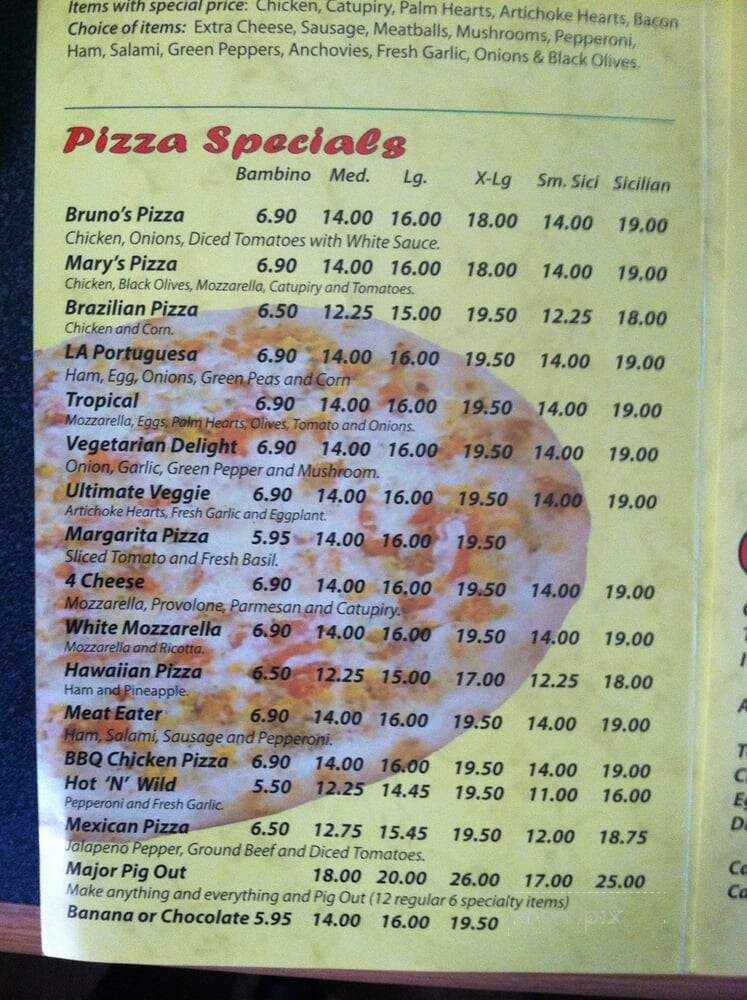 Items with special price: Chicken, Catupiry, Palm Hearts, Artichoke Hearts, Bacon
Choice of items: Extra Cheese, Sausage, Meatballs, Mushrooms, Pepperoni,
Ham, Salami, Green Peppers, Anchovies, Fresh Garlic, Onions & Black Olives.
Pizza Specials
Bambino Med. Lg. X-Lg Sm. Sici Sicilian
Bruno's Pizza 6.90 14.00 16.00 18.00 14.00 19.00
Chicken, Onions, Diced Tomatoes with White Sauce.
Mary's Pizza 6.90 14.00 16.00 18.00 14.00 19.00
Chicken, Black Olives, Mozzarella, Catupiry and Tomatoes.
Brazilian Pizza 6.50 12.25 15.00 19.50 12.25 18.00
Chicken and Corn.
LA Portuguesa 6.90 14.00 16.00 19.50 14.00 19.00
Ham, Egg, Onions, Green Peas and Corn
Tropical 6.90 14.00 16.00 19.50 14.00 19.00
Mozzarella, Eggs, Palm Hearts, Olives, Tomato and Onions.
Vegetarian Delight 6.90 14.00 16.00 19.50 14.00 19.00
Onion, Garlic, Green Pepper and Mushroom.
Ultimate Veggie 6.90 14.00 16.00 19.50 14.00 19.00
Artichoke Hearts, Fresh Garlic and Eggplant.
Margarita Pizza 5.95 14.00 16.00 19.50
Sliced Tomato and Fresh Basil.
4 Cheese 6.90 14.00 16.00 19.50 14.00 19.00
Mozzarella, Provolone, Parmesan and Catupiry.
White Mozzarella 6.90 14.00 16.00 19.50 14.00 19.00
Mozzarella and Ricotta.
Hawaiian Pizza 6.50 12.25 15.00 17.00 12.25 18.00
Ham and Pineapple.
Meat Eater 6.90 14.00 16.00 19.50 14.00 19.00
Ham, Salami, Sausage and Pepperoni.
BBQ Chicken Pizza 6.90 14.00 16.00 19.50 14.00 19.00
Hot 'N' Wild 5.50 12.25 14.45 19.50 11.00 16.00
Pepperoni and Fresh Garlic.
Mexican Pizza 6.50 12.75 15.45 19.50 12.00 18.75
Jalapeno Pepper, Ground Beef and Diced Tomatoes.
Major Pig Out 18.00 20.00 26.00 17.00 25.00
Make anything and everything and Pig Out (12 regular 6 specialty items)
Banana or Chocolate 5.95 14.00 16.00 19.50